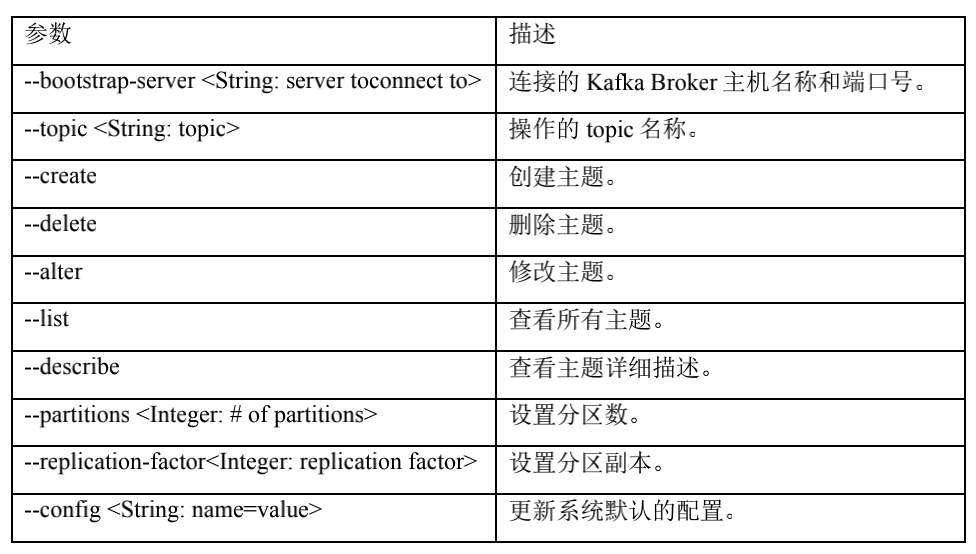 参数 描述
--bootstrap-server <String: server toconnect to> 连接的 Kafka Broker 主机名称和端口号。
--topic <String: topic> 操作的 topic 名称。
--create 创建主题。
--delete 删除主题。
--alter 修改主题。
--list 查看所有主题。
--describe 查看主题详细描述。
--partitions <Integer: # of partitions> 设置分区数。
--replication-factor<Integer: replication factor> 设置分区副本。
--config <String: name=value> 更新系统默认的配置。